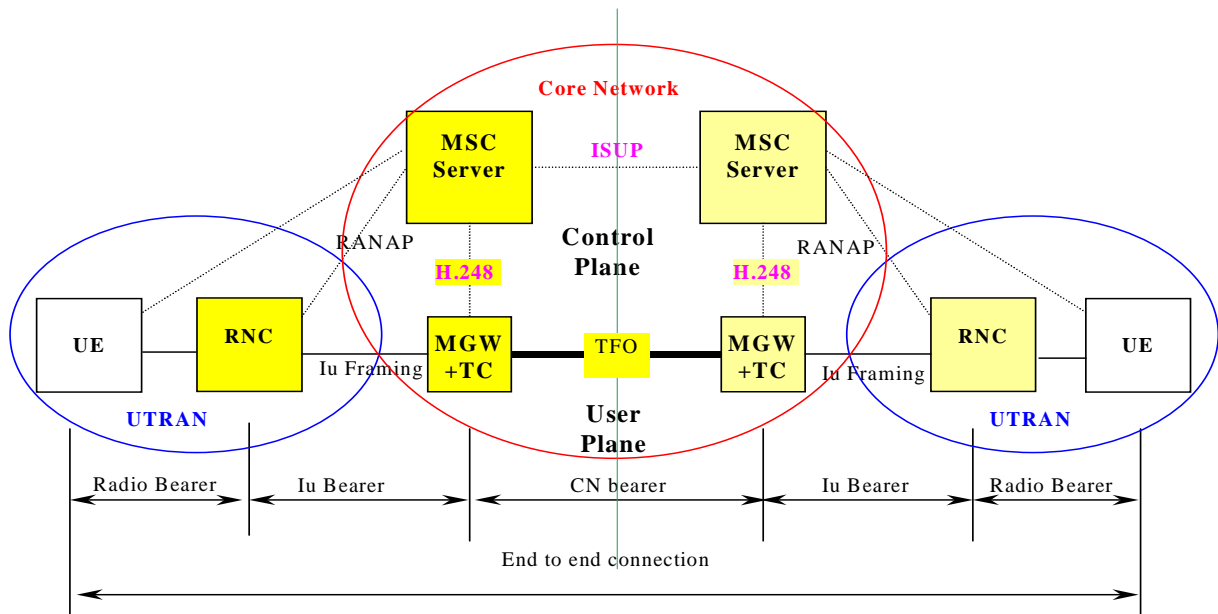 Core Network
MSC
Server
ISUP
MSC
Server
RANAP
Control
Plane
RANAP
H.248
H.248
UE
RNC
MGW
+TC
TFO
MGW
+TC
RNC
UE
Iu Framing
Iu Framing
UTRAN
User
Plane
UTRAN
Radio Bearer
Iu Bearer
CN bearer
Iu Bearer
Radio Bearer
End to end connection